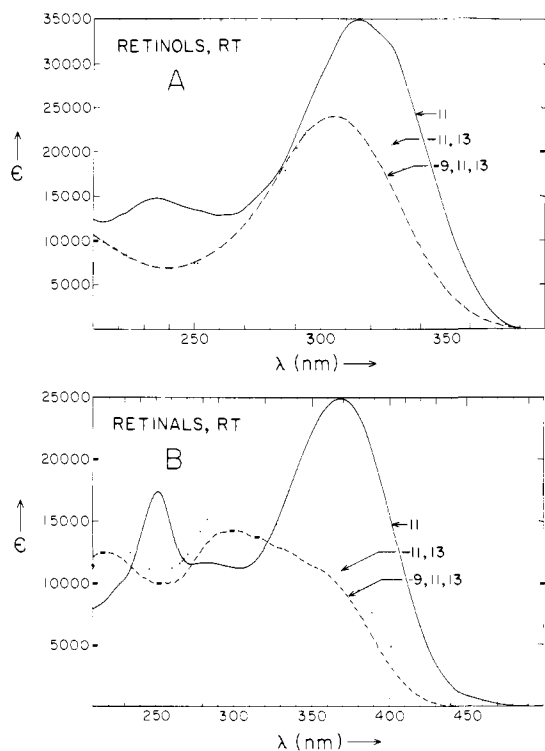 35000
RETINOLS, RT
30000
A
25000
11
ϵ
20000
11, 13
9, 11, 13
15000
10000
5000
250
300
350
λ (nm)
25000
RETINALS, RT
20000
B
ϵ
15000
11
11, 13
10000
9, 11, 13
5000
250
300
350
400
450
λ (nm)